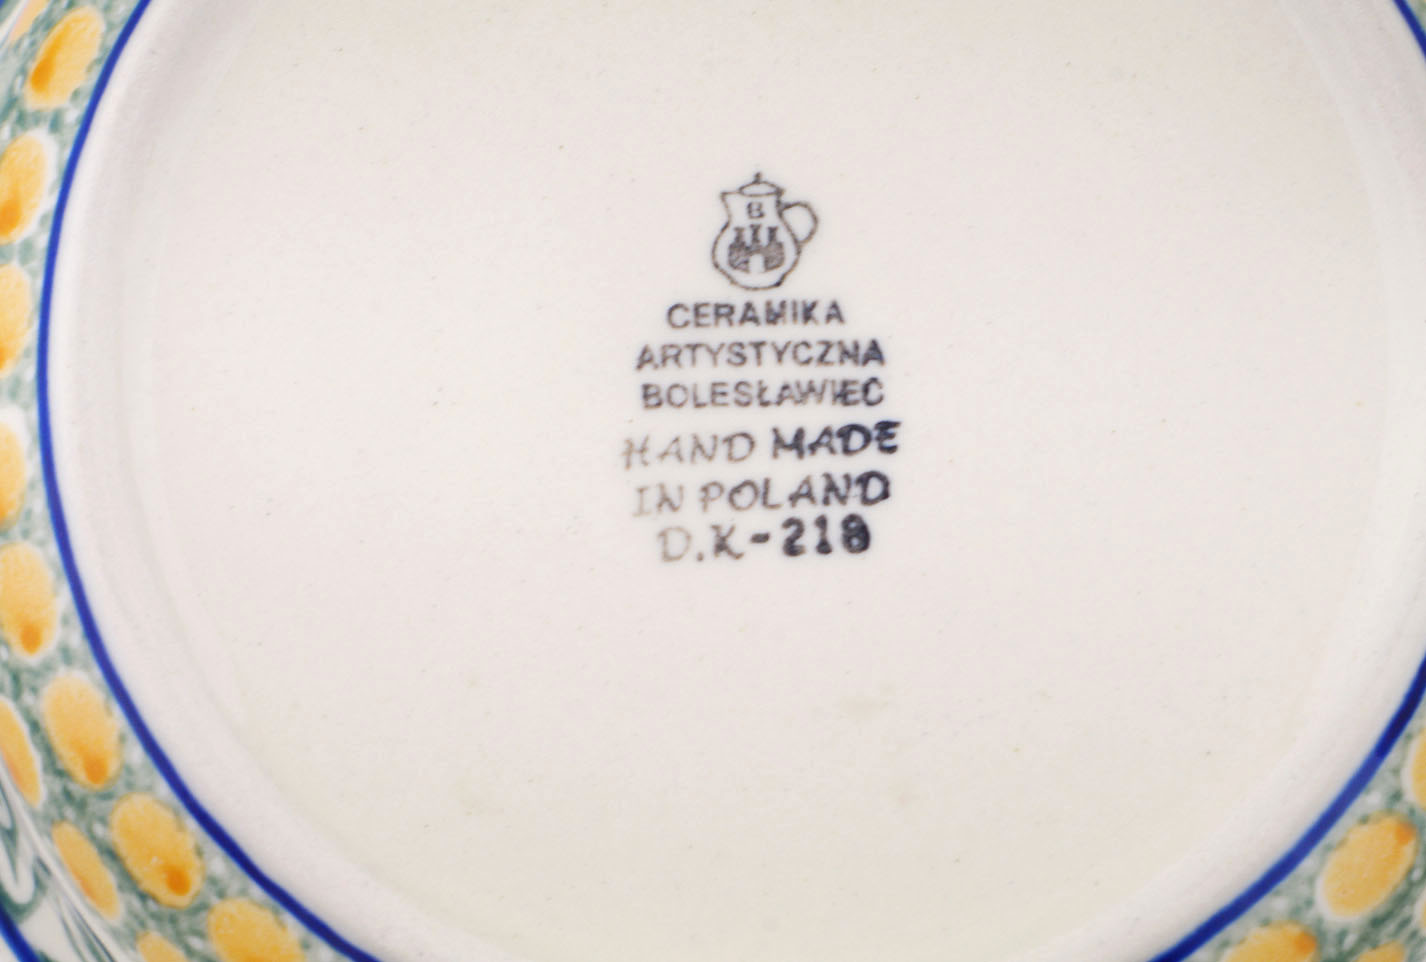 B
CERAMIKA
ARTYSTYCZNA
BOLESŁAWIEC
HAND MADE
IN POLAND
D.K-218